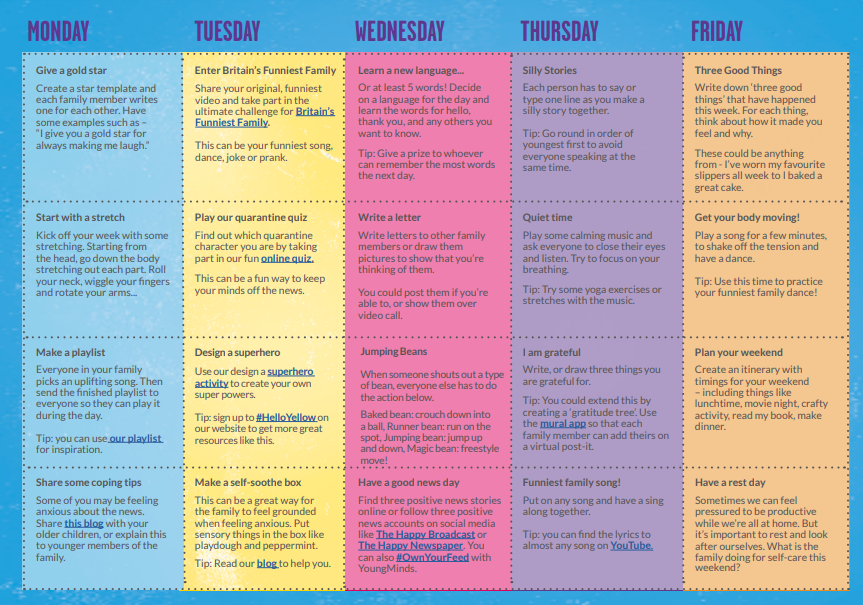 MONDAY
TUESDAY
WEDNESDAY
THURSDAY
FRIDAY
Give a gold star
Create a star template and
each family member writes
one for each other. Have
some examples such as –
"I give you a gold star for
always making me laugh."
Enter Britain's Funniest Family
Share your original, funniest
video and take part in the
ultimate challenge for Britain's
Funniest Family.
This can be your funniest song,
dance, joke or prank.
Learn a new language...
Or at least 5 words! Decide
on a language for the day and
learn the words for hello,
thank you, and any others you
want to know.
Tip: Give a prize to whoever
can remember the most words
the next day.
Silly Stories
Each person has to say or
type one line as you make a
silly story together.
Tip: Go round in order of
youngest first to avoid
everyone speaking at the
same time.
Three Good Things
Write down 'three good
things' that have happened
this week. For each thing,
think about how it made you
feel and why.
These could be anything
from - I've worn my favourite
slippers all week to I baked a
great cake.
Start with a stretch
Kick off your week with some
stretching. Starting from
the head, go down the body
stretching out each part. Roll
your neck, wiggle your fingers
and rotate your arms...
Play our quarantine quiz
Find out which quarantine
character you are by taking
part in our fun online quiz.
This can be a fun way to keep
your minds off the news.
Write a letter
Write letters to other family
members or draw them
pictures to show that you're
thinking of them.
You could post them if you're
able to, or show them over
video call.
Quiet time
Play some calming music and
ask everyone to close their eyes
and listen. Try to focus on your
breathing.
Tip: Try some yoga exercises or
stretches with the music.
Get your body moving!
Play a song for a few minutes,
to shake off the tension and
have a dance.
Tip: Use this time to practice
your funniest family dance!
Make a playlist
Everyone in your family
picks an uplifting song. Then
send the finished playlist to
everyone so they can play it
during the day.
Tip: you can use our playlist
for inspiration.
Design a superhero
Use our design a superhero
activity to create your own
super powers.
Tip: sign up to #HelloYellow on
our website to get more great
resources like this.
Jumping Beans
When someone shouts out a type
of bean, everyone else has to do
the action below.
Baked bean: crouch down into
a ball, Runner bean: run on the
spot, Jumping bean: jump up
and down, Magic bean: freestyle
move!
I am grateful
Write, or draw three things you
are grateful for.
Tip: You could extend this by
creating a 'gratitude tree'. Use
the mural app so that each
family member can add theirs on
a virtual post-it.
Plan your weekend
Create an itinerary with
timings for your weekend
– including things like
lunchtime, movie night, crafty
activity, read my book, make
dinner.
Share some coping tips
Some of you may be feeling
anxious about the news.
Share this blog with your
older children, or explain this
to younger members of the
family.
Make a self-soothe box
This can be a great way for
the family to feel grounded
when feeling anxious. Put
sensory things in the box like
playdough and peppermint.
Tip: Read our blog to help you.
Have a good news day
Find three positive news stories
online or follow three positive
news accounts on social media
like The Happy Broadcast or
The Happy Newspaper. You
can also #OwnYourFeed with
YoungMinds.
Funniest family song!
Put on any song and have a sing
along together.
Tip: you can find the lyrics to
almost any song on YouTube.
Have a rest day
Sometimes we can feel
pressured to be productive
while we're all at home. But
it's important to rest and look
after ourselves. What is the
family doing for self-care this
weekend?